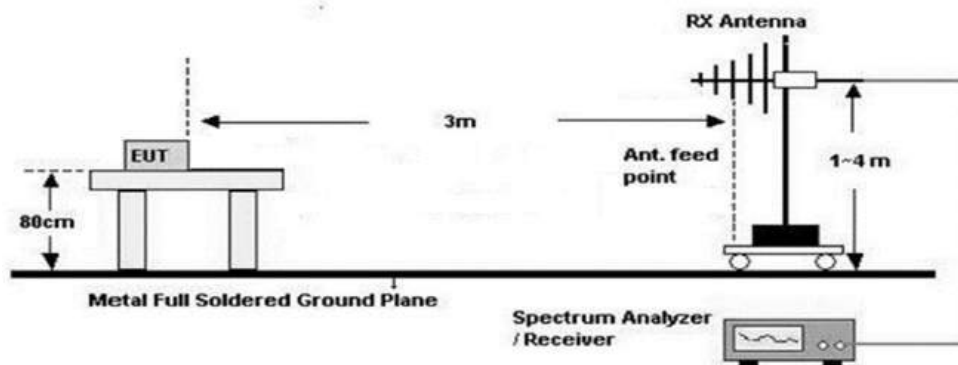 RX Antenna
3m
EUT
Ant. feed
point
1~4 m
80cm
Metal Full Soldered Ground Plane
Spectrum Analyzer
/ Receiver